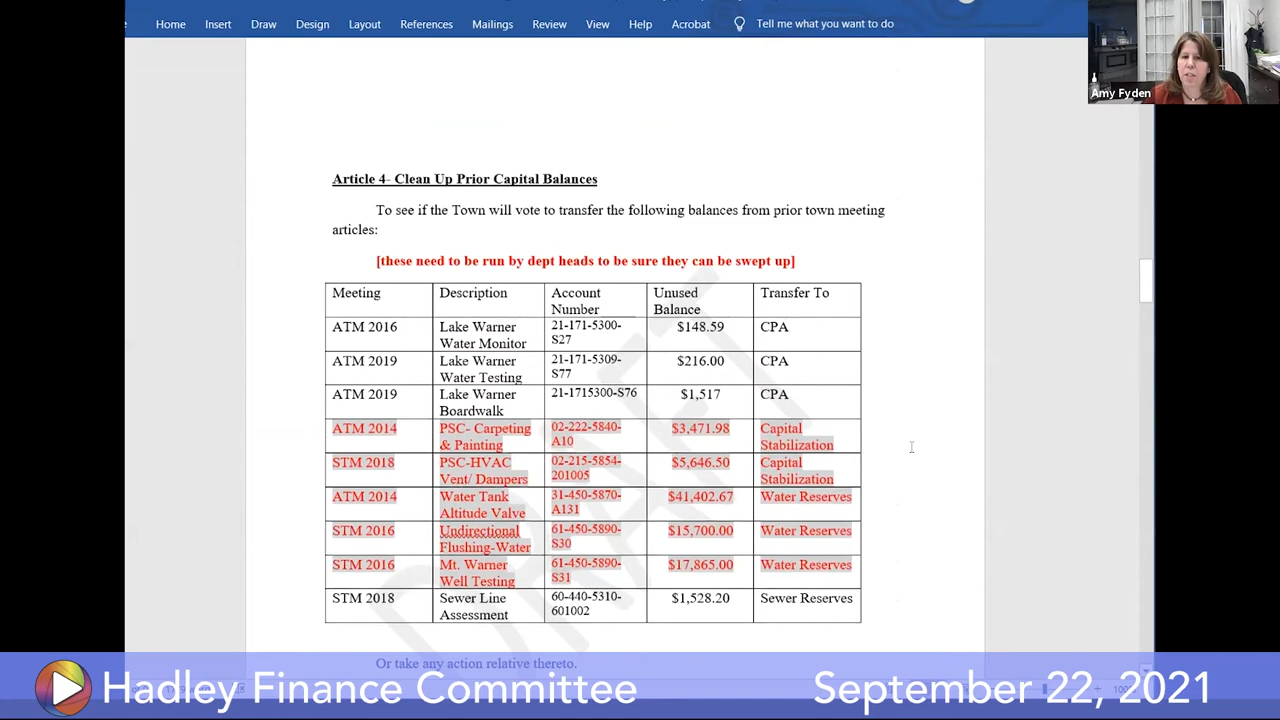 Home Insert Draw Design Layout References Mailings Review View Help Acrobat Tell me what you want to do
Amy Fyden
Article 4- Clean Up Prior Capital Balances
To see if the Town will vote to transfer the following balances from prior town meeting
articles:
[these need to be run by dept heads to be sure they can be swept up]
Meeting Description Account Number Unused Balance Transfer To
ATM 2016 Lake Warner Water Monitor 21-171-5300-S27 $148.59 CPA
ATM 2019 Lake Warner Water Testing 21-171-5309-S77 $216.00 CPA
ATM 2019 Lake Warner Boardwalk 21-1715300-S76 $1,517 CPA
ATM 2014 PSC- Carpeting & Painting 02-222-5840-A10 $3,471.98 Capital Stabilization
STM 2018 PSC-HVAC Vent/ Dampers 02-215-5854-201005 $5,646.50 Capital Stabilization
ATM 2014 Water Tank Altitude Valve 31-450-5870-A131 $41,402.67 Water Reserves
STM 2016 Undirectional Flushing-Water 61-450-5890-S30 $15,700.00 Water Reserves
STM 2016 Mt. Warner Well Testing 61-450-5890-S31 $17,865.00 Water Reserves
STM 2018 Sewer Line Assessment 60-440-5310-601002 $1,528.20 Sewer Reserves
DRAFT
Or take any action relative thereto.
Hadley Finance Committee September 22, 2021